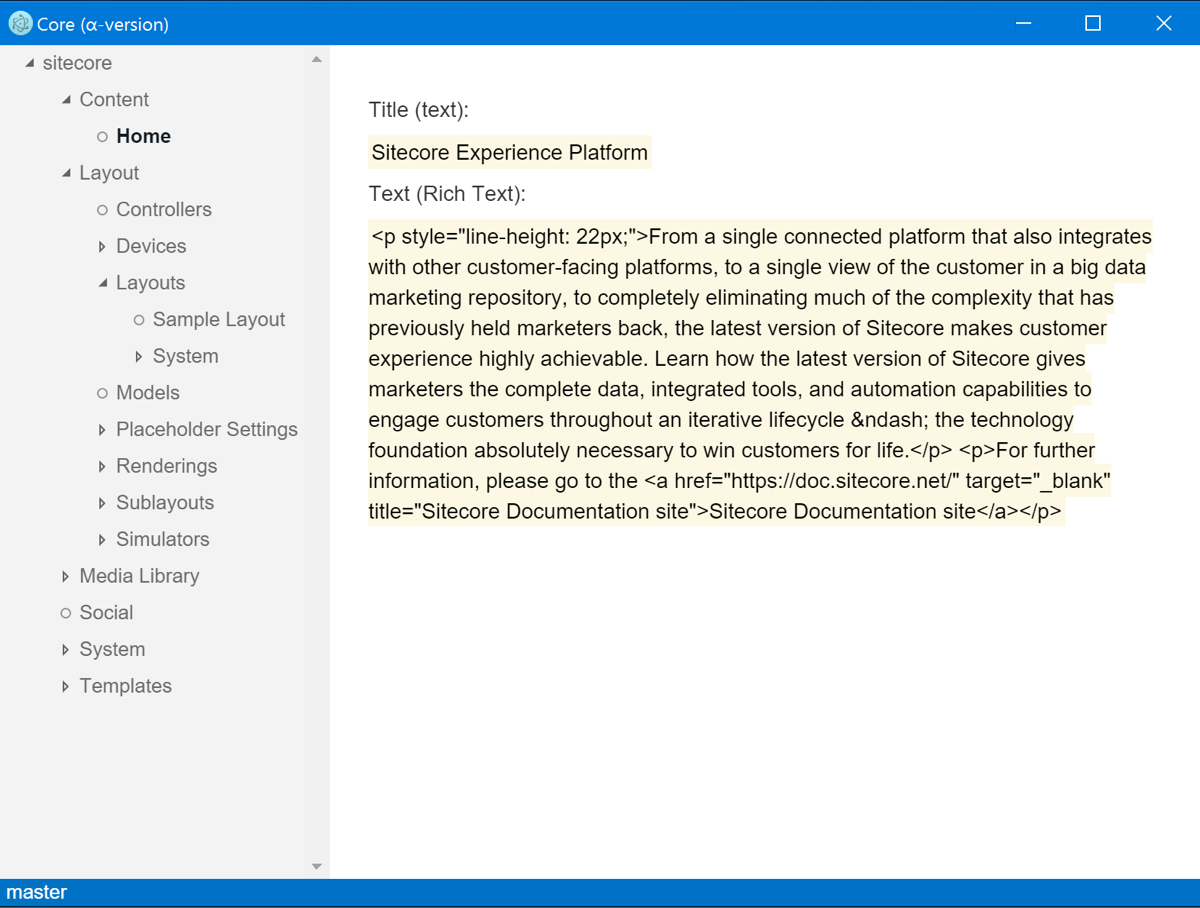 Core (α-version)
sitecore
Content
Home
Layout
Controllers
Devices
Layouts
Sample Layout
System
Models
Placeholder Settings
Renderings
Sublayouts
Simulators
Media Library
Social
System
Templates
Title (text):
Sitecore Experience Platform
Text (Rich Text):
<p style="line-height: 22px;">From a single connected platform that also integrates
with other customer-facing platforms, to a single view of the customer in a big data
marketing repository, to completely eliminating much of the complexity that has
previously held marketers back, the latest version of Sitecore makes customer
experience highly achievable. Learn how the latest version of Sitecore gives
marketers the complete data, integrated tools, and automation capabilities to
engage customers throughout an iterative lifecycle &ndash; the technology
foundation absolutely necessary to win customers for life.</p> <p>For further
information, please go to the <a href="https://doc.sitecore.net/" target="_blank"
title="Sitecore Documentation site">Sitecore Documentation site</a></p>
master